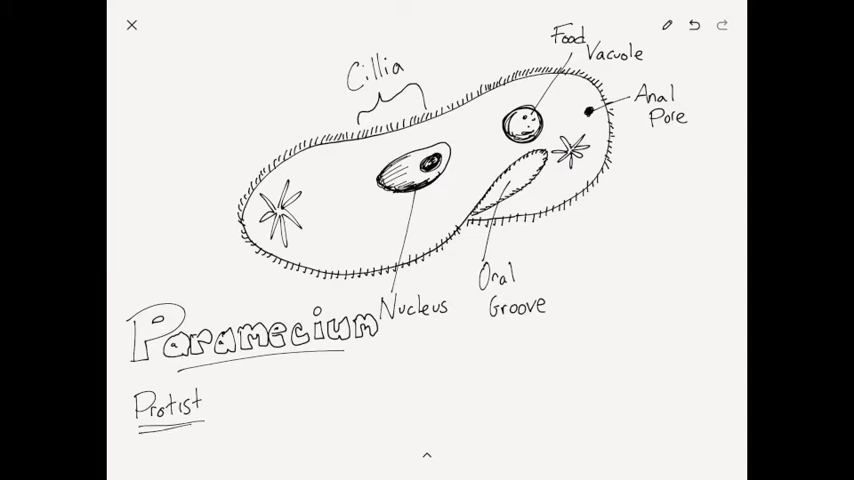 Food
Vacuole
Cillia
Anal
Pore
Oral
Groove
Nucleus
Paramecium
Protist